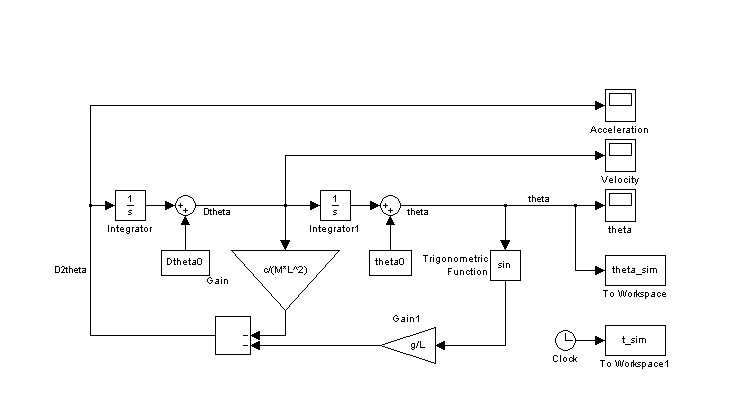 Acceleration
Velocity
1
s
Integrator
+
+
Dtheta
1
s
Integrator1
+
+
theta
theta
theta
Dtheta0
Gain
c/(M*L^2)
theta0
Trigonometric
Function
sin
theta_sim
To Workspace
D2theta
Gain1
g/L
Clock
t_sim
To Workspace1